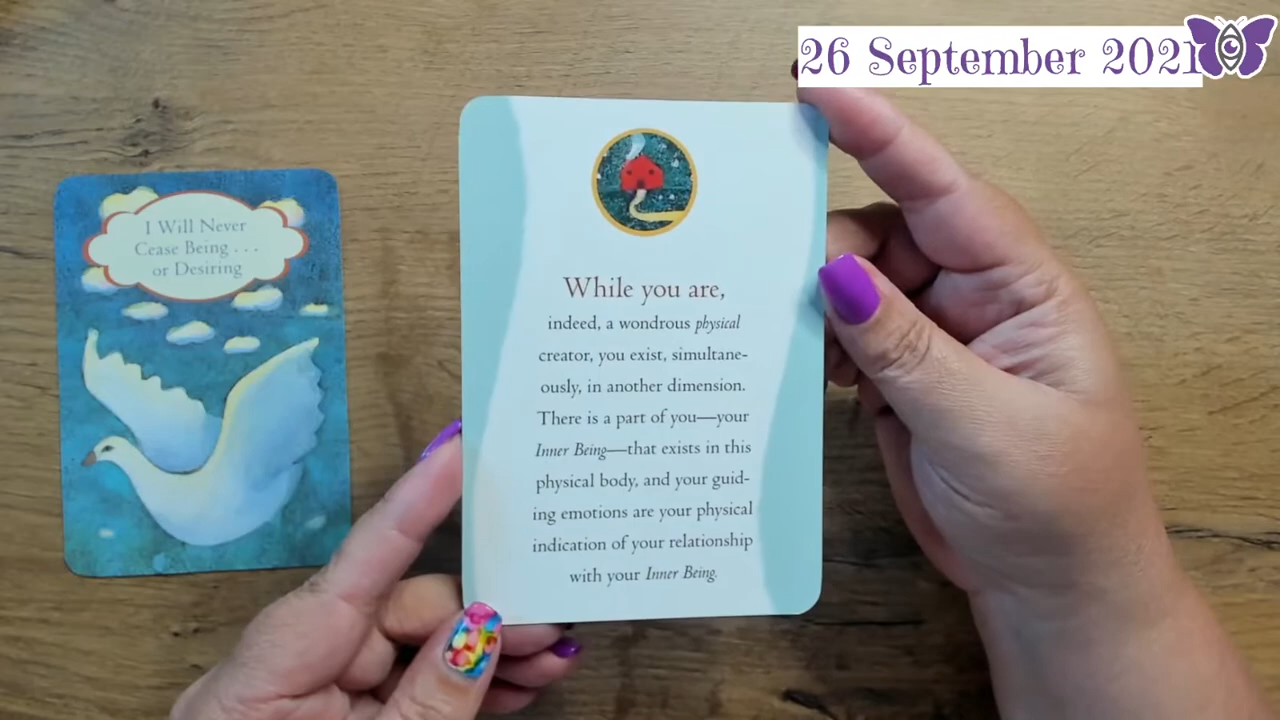 26 September 2021
I Will Never
Cease Being . . .
or Desiring
While you are,
indeed, a wondrous physical
creator, you exist, simultane-
ously, in another dimension.
There is a part of you—your
Inner Being—that exists in this
physical body, and your guid-
ing emotions are your physical
indication of your relationship
with your Inner Being.